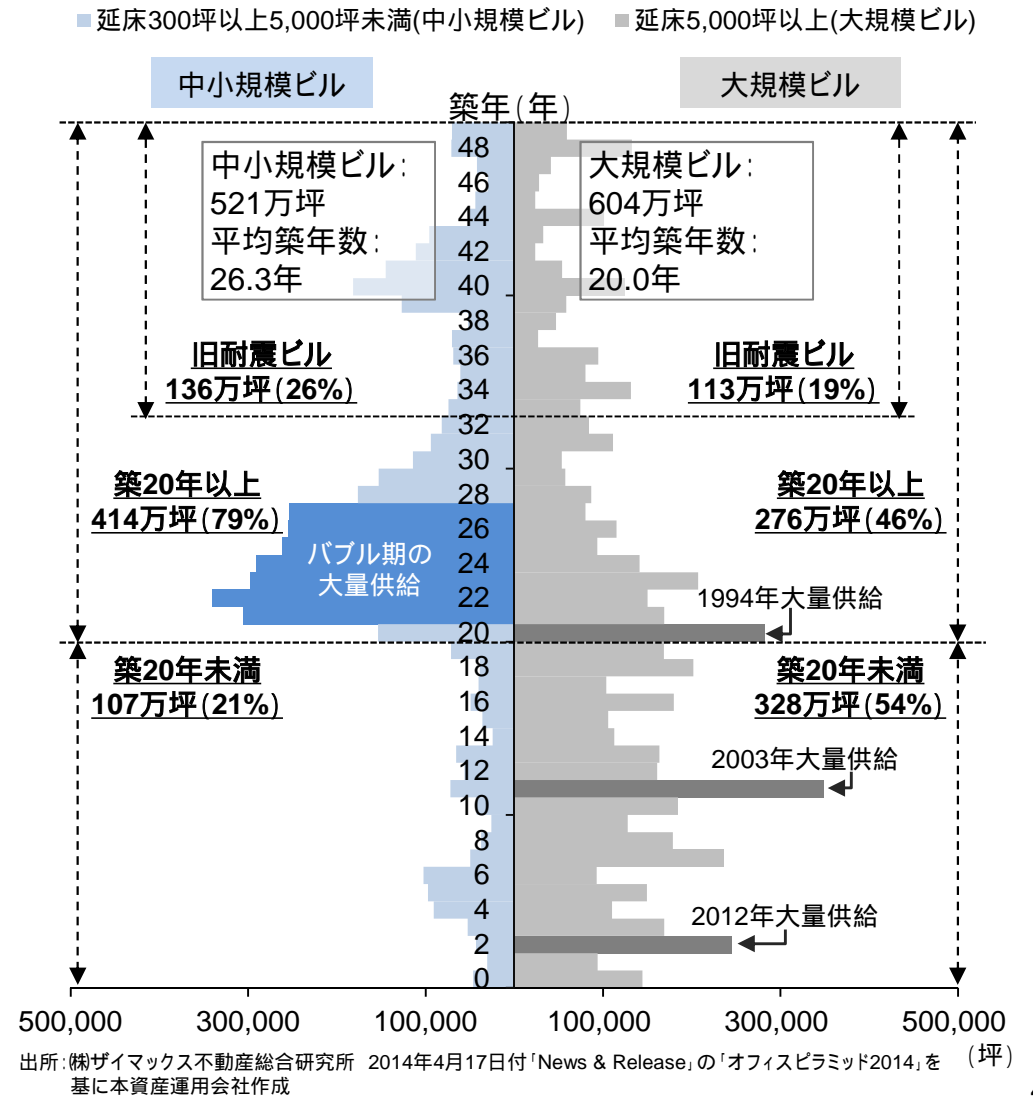 ■ 延床300坪以上5,000坪未満(中小規模ビル) ■ 延床5,000坪以上(大規模ビル)
中小規模ビル
大規模ビル
築年(年)
中小規模ビル:
521万坪
平均築年数:
26.3年
大規模ビル:
604万坪
平均築年数:
20.0年
48
46
44
42
40
38
36
34
32
30
28
26
24
22
20
18
16
14
12
10
8
6
4
2
0
旧耐震ビル
136万坪(26%)
旧耐震ビル
113万坪(19%)
築20年以上
414万坪(79%)
築20年以上
276万坪(46%)
バブル期の
大量供給
1994年大量供給
築20年未満
107万坪(21%)
築20年未満
328万坪(54%)
2003年大量供給
2012年大量供給
500,000 300,000 100,000 100,000 300,000 500,000
(坪)
出所:㈱ザイマックス不動産総合研究所 2014年4月17日付「News & Release」の「オフィスピラミッド2014」を
基に本資産運用会社作成